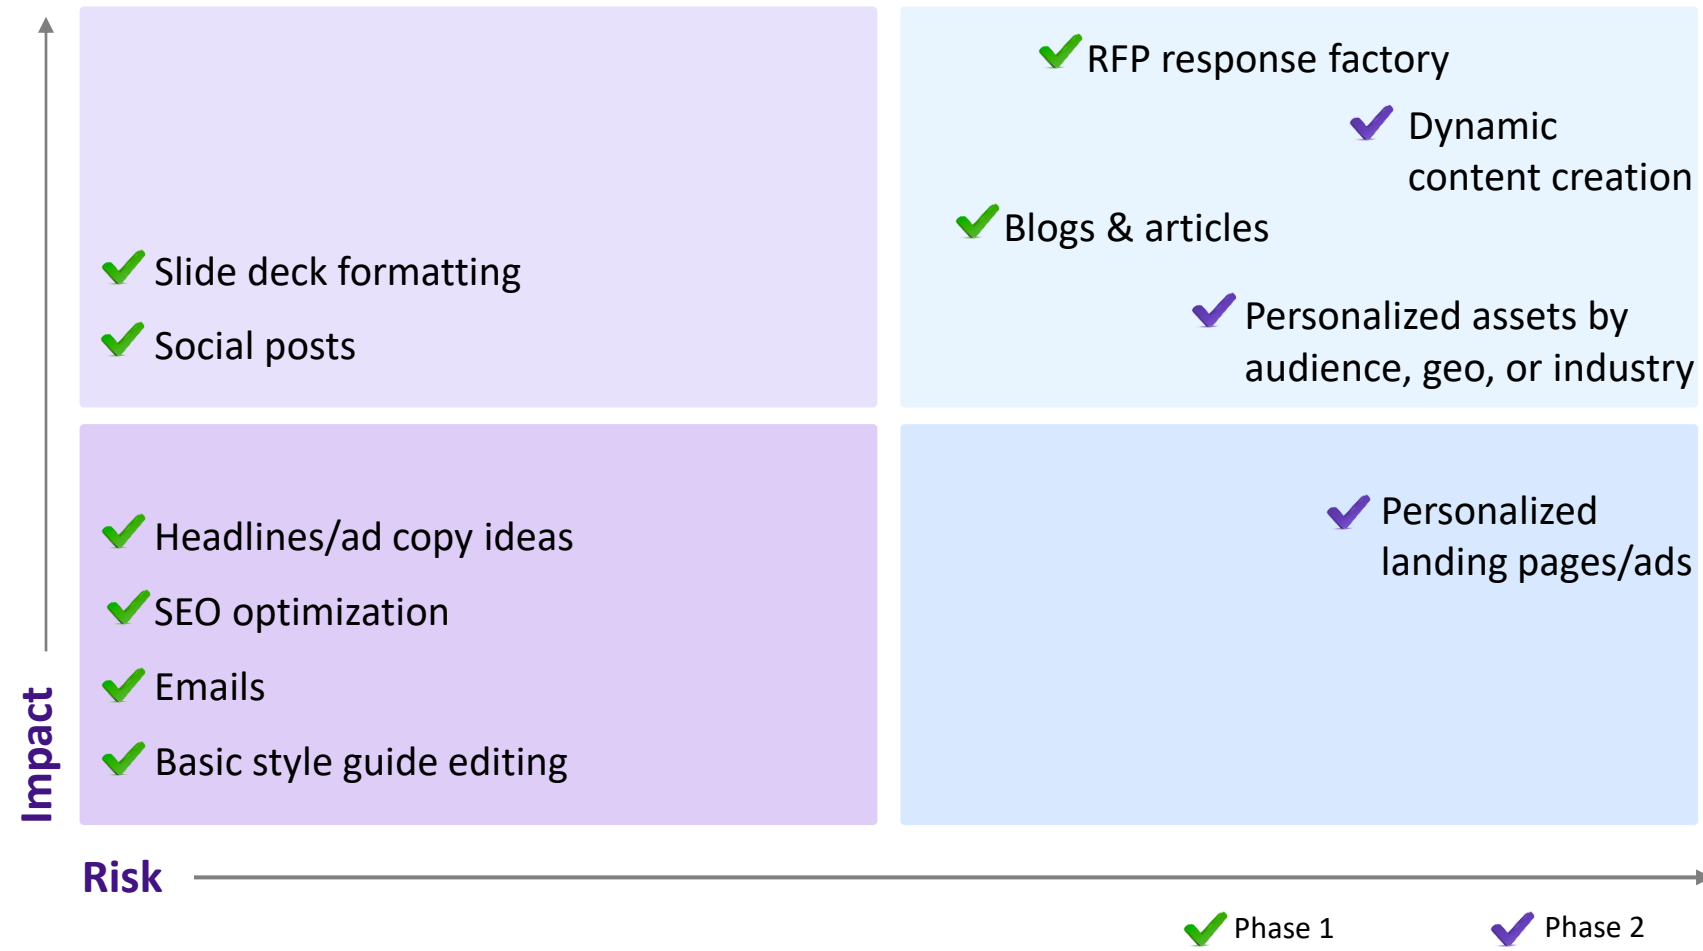 RFP response factory
Dynamic
content creation
Blogs & articles
Slide deck formatting
Social posts
Personalized assets by
audience, geo, or industry
Headlines/ad copy ideas
SEO optimization
Emails
Basic style guide editing
Personalized
landing pages/ads
Impact
Risk
Phase 1
Phase 2